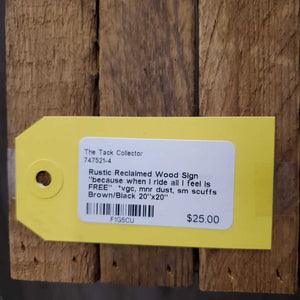 The Tack Collector
747521-4
Rustic Reclaimed Wood Sign
"because when I ride all I feel is
FREE" *vgc, mnr dust, sm scuffs
Brown/Black 20"x20"
F1G5CU
$25.00